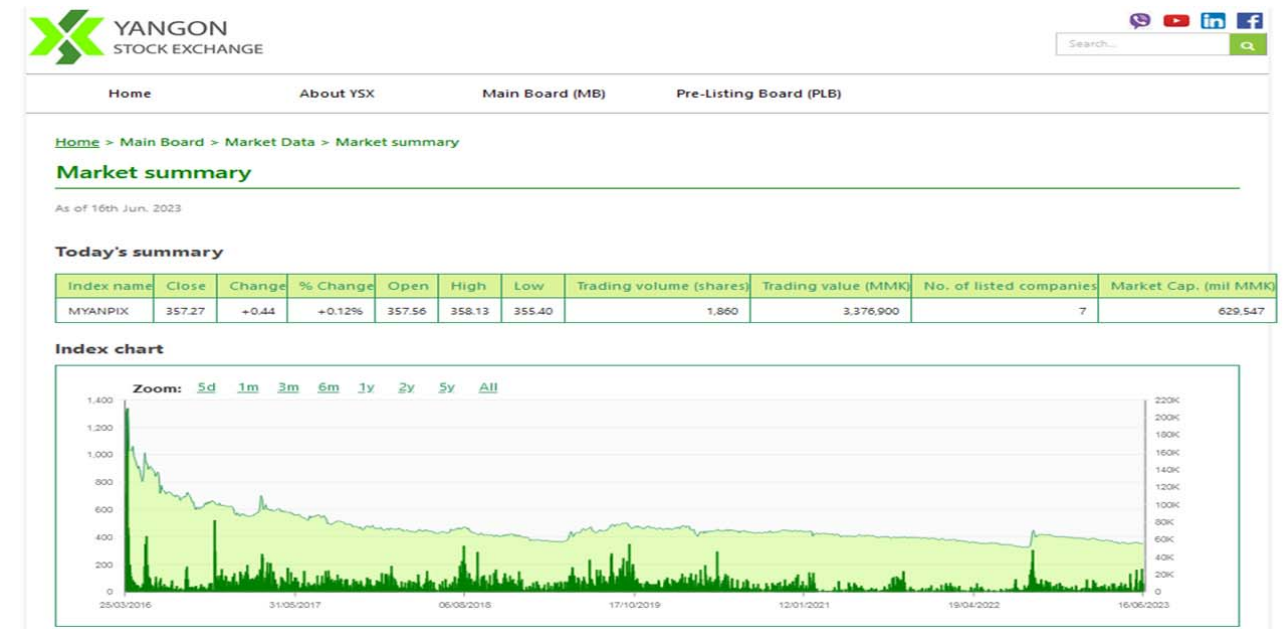 YANGON
STOCK EXCHANGE
Search...
Home About YSX Main Board (MB) Pre-Listing Board (PLB)
Home > Main Board > Market Data > Market summary
Market summary
As of 16th Jun, 2023
Today's summary
Index name Close Change % Change Open High Low Trading volume (shares) Trading value (MMK) No. of listed companies Market Cap. (mil MMK)
MYANPIX 357.27 +0.44 +0.12% 357.56 358.13 355.40 1,860 3,376,900 7 629,547
Index chart
Zoom: 5d 1m 3m 6m 1y 2y 5y All
1,400 220K
200K
1,200
180K
1,000 160K
140K
800
120K
600 100K
80K
400 60K
40K
200
20K
0 0
25/03/2016 31/05/2017 06/08/2018 17/10/2019 12/01/2021 19/04/2022 16/06/2023